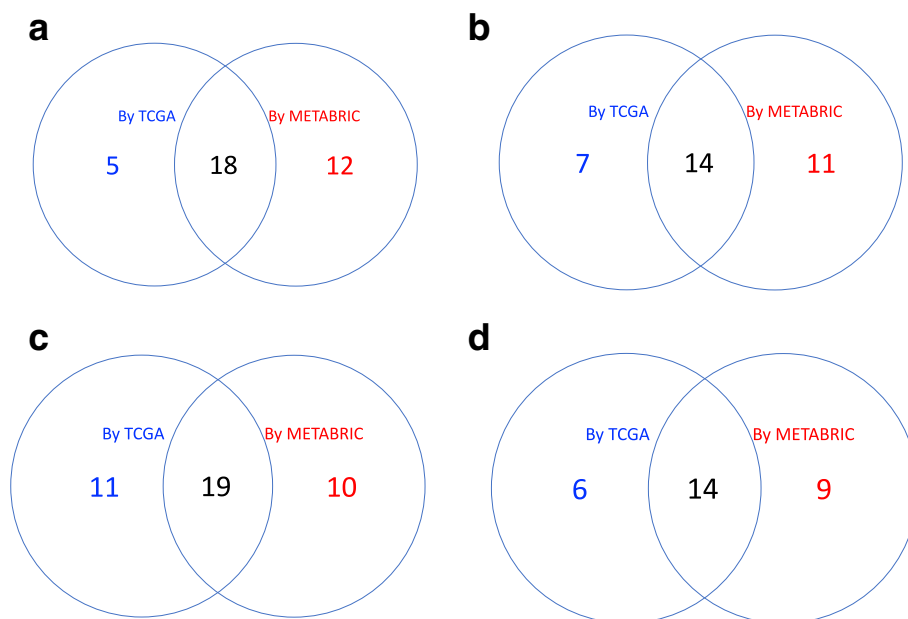 a
By TCGA
By METABRIC
5
18
12
b
By TCGA
By METABRIC
7
14
11
c
By TCGA
By METABRIC
11
19
10
d
By TCGA
By METABRIC
6
14
9